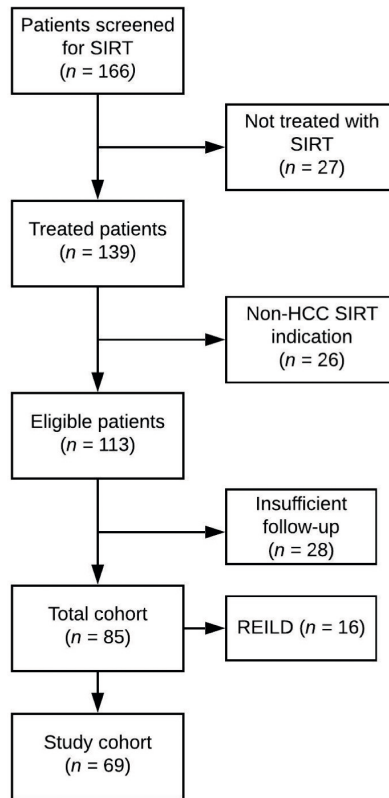 Patients screened
for SIRT
(n = 166)
Not treated with
SIRT
(n = 27)
Treated patients
(n = 139)
Non-HCC SIRT
indication
(n = 26)
Eligible patients
(n = 113)
Insufficient
follow-up
(n = 28)
Total cohort
(n = 85)
REILD (n = 16)
Study cohort
(n = 69)